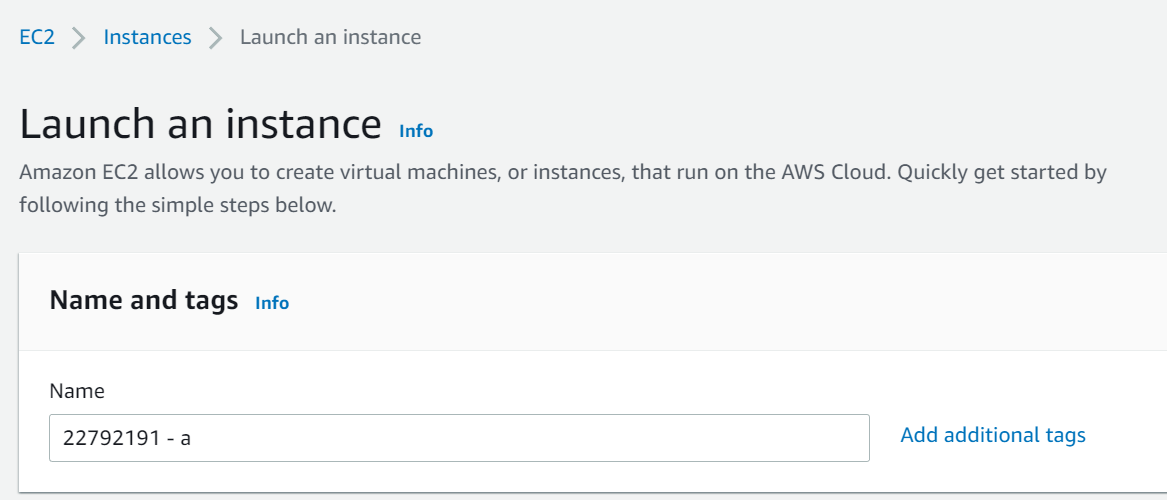 EC2 > Instances > Launch an instance
Launch an instance Info
Amazon EC2 allows you to create virtual machines, or instances, that run on the AWS Cloud. Quickly get started by
following the simple steps below.
Name and tags Info
Name
22792191 - a Add additional tags